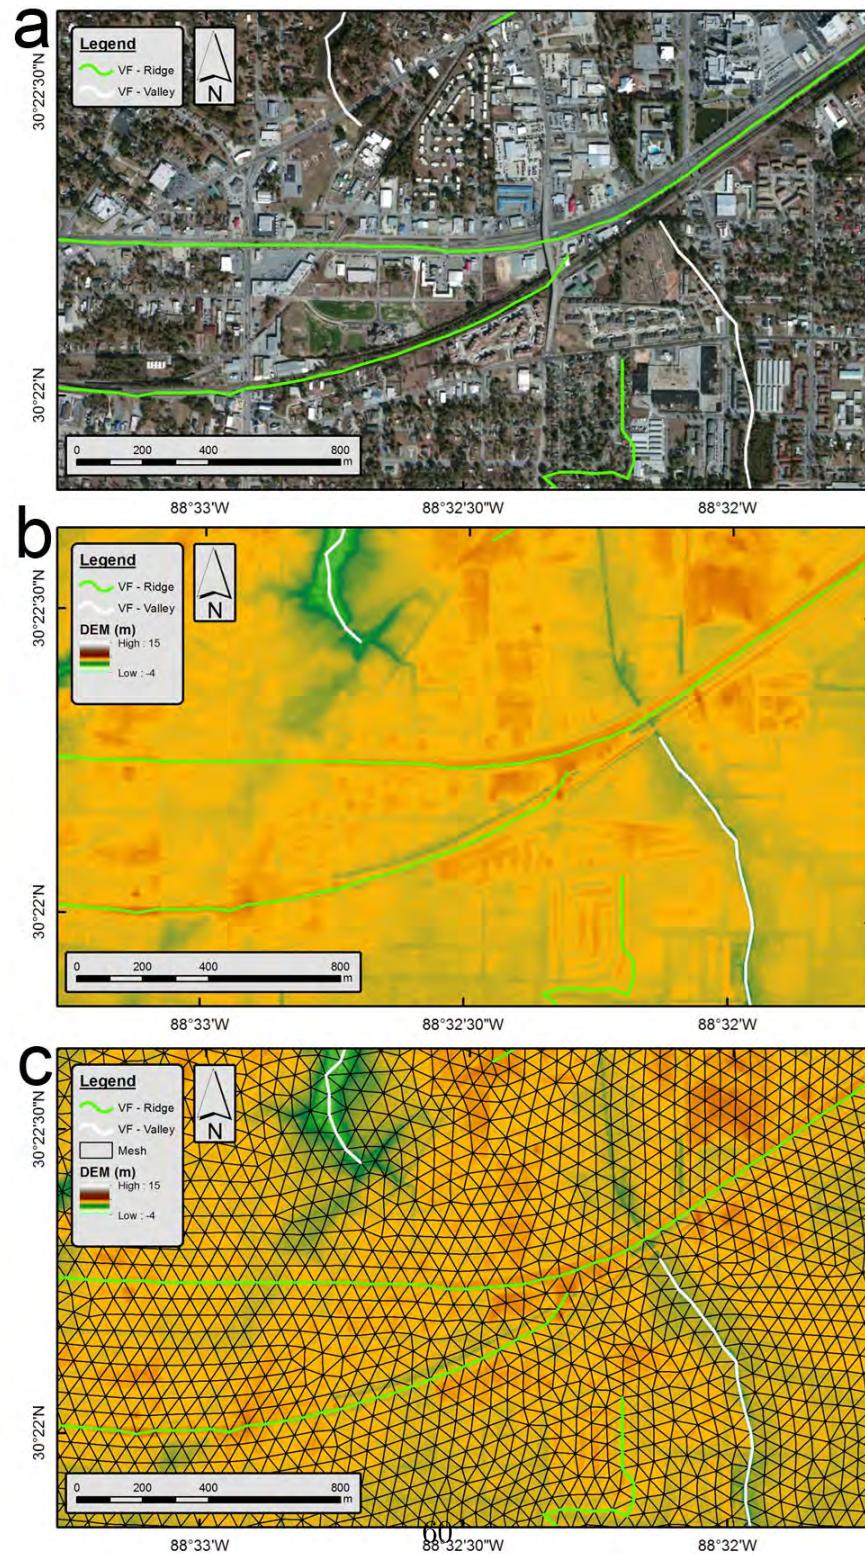 a
Legend
VF - Ridge
VF - Valley
N
30°22'30"N
30°22'N
0 200 400 800
m
88°33'W 88°32'30"W 88°32'W
b
Legend
VF - Ridge
VF - Valley
DEM (m)
High : 15
Low : -4
N
30°22'30"N
30°22'N
0 200 400 800
m
88°33'W 88°32'30"W 88°32'W
c
Legend
VF - Ridge
VF - Valley
Mesh
DEM (m)
High : 15
Low : -4
N
30°22'30"N
30°22'N
0 200 400 800
m
60
88°33'W 88°32'30"W 88°32'W